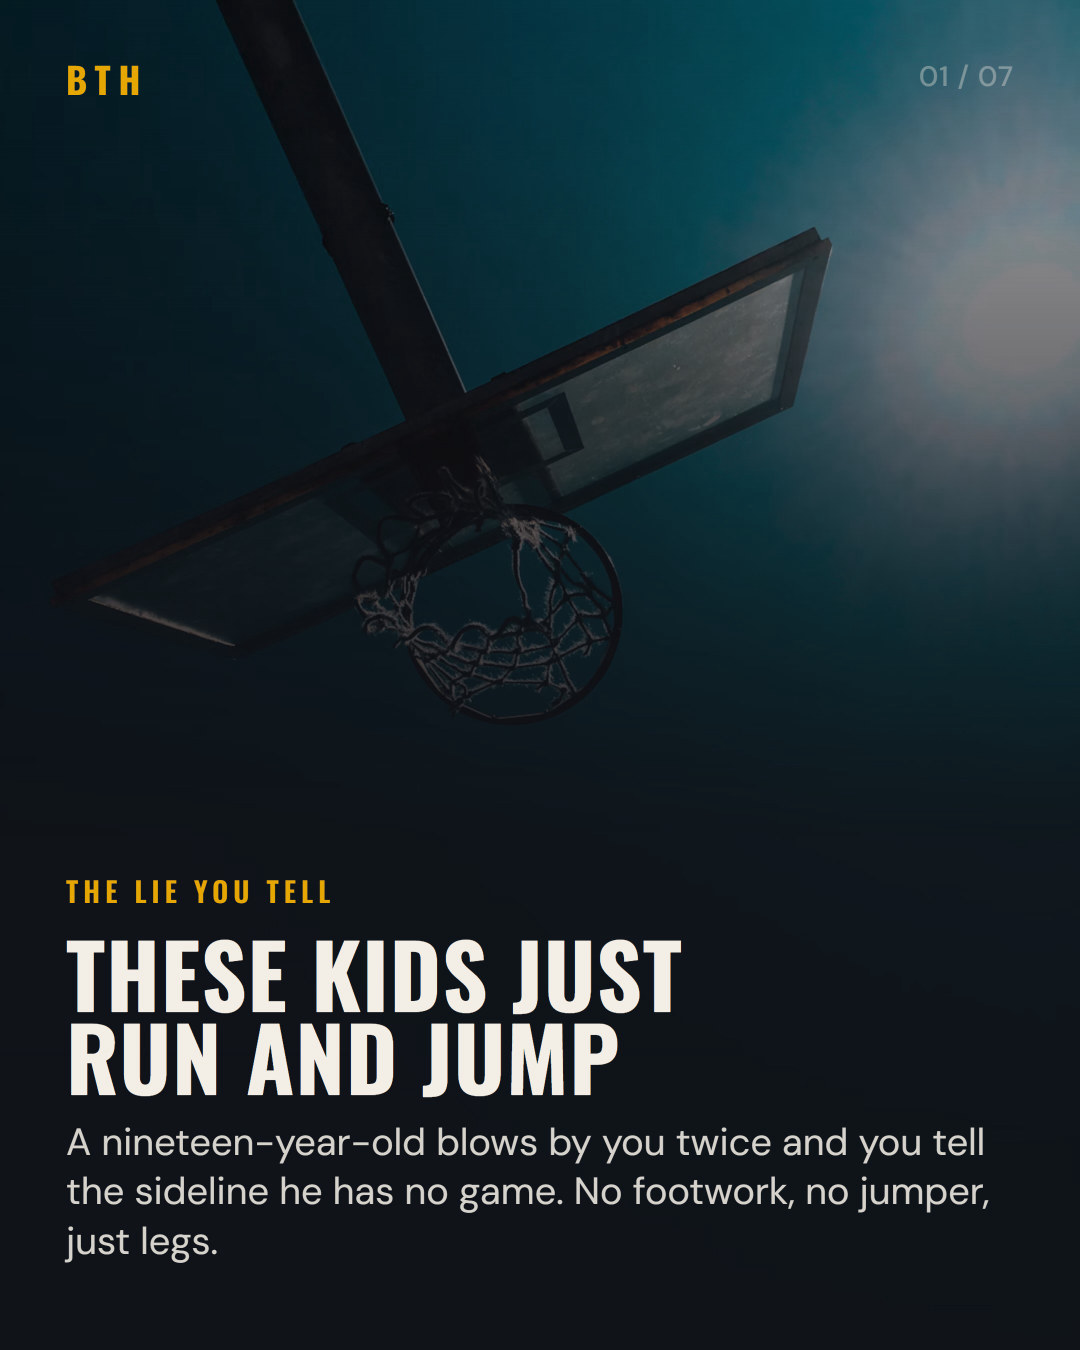 BTH
01 / 07
THE LIE YOU TELL
THESE KIDS JUST
RUN AND JUMP
A nineteen-year-old blows by you twice and you tell
the sideline he has no game. No footwork, no jumper,
just legs.